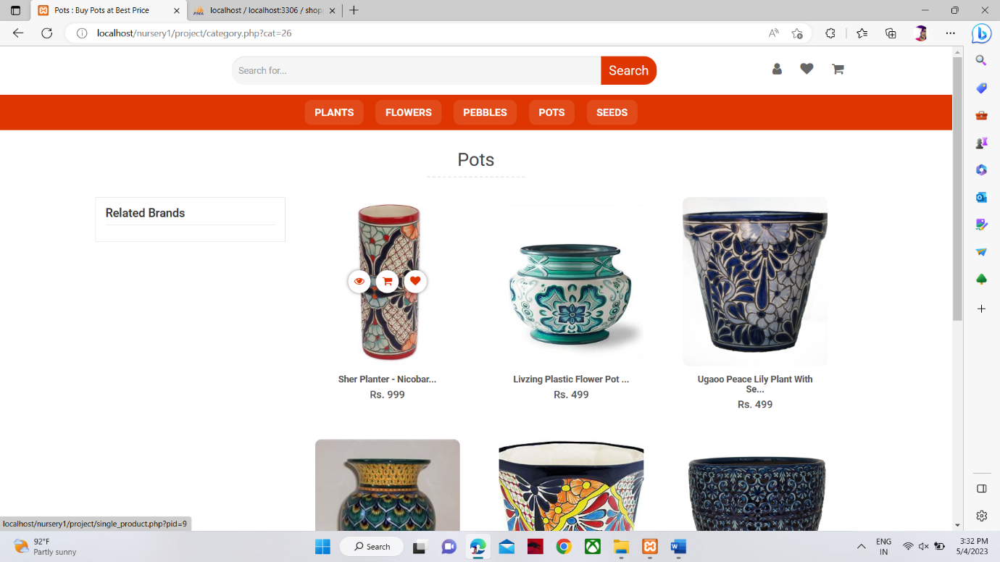 Pots : Buy Pots at Best Price
PMA
localhost / localhost:3306 / shop
localhost/nursery1/project/category.php?cat=26
Search for...
Search
PLANTS
FLOWERS
PEBBLES
POTS
SEEDS
Pots
Related Brands
Sher Planter - Nicobar...
Rs. 999
Livzing Plastic Flower Pot ...
Rs. 499
Ugaoo Peace Lily Plant With
Se...
Rs. 499
localhost/nursery1/project/single_product.php?pid=9
92°F
Partly sunny
Search
ENG
IN
3:32 PM
5/4/2023